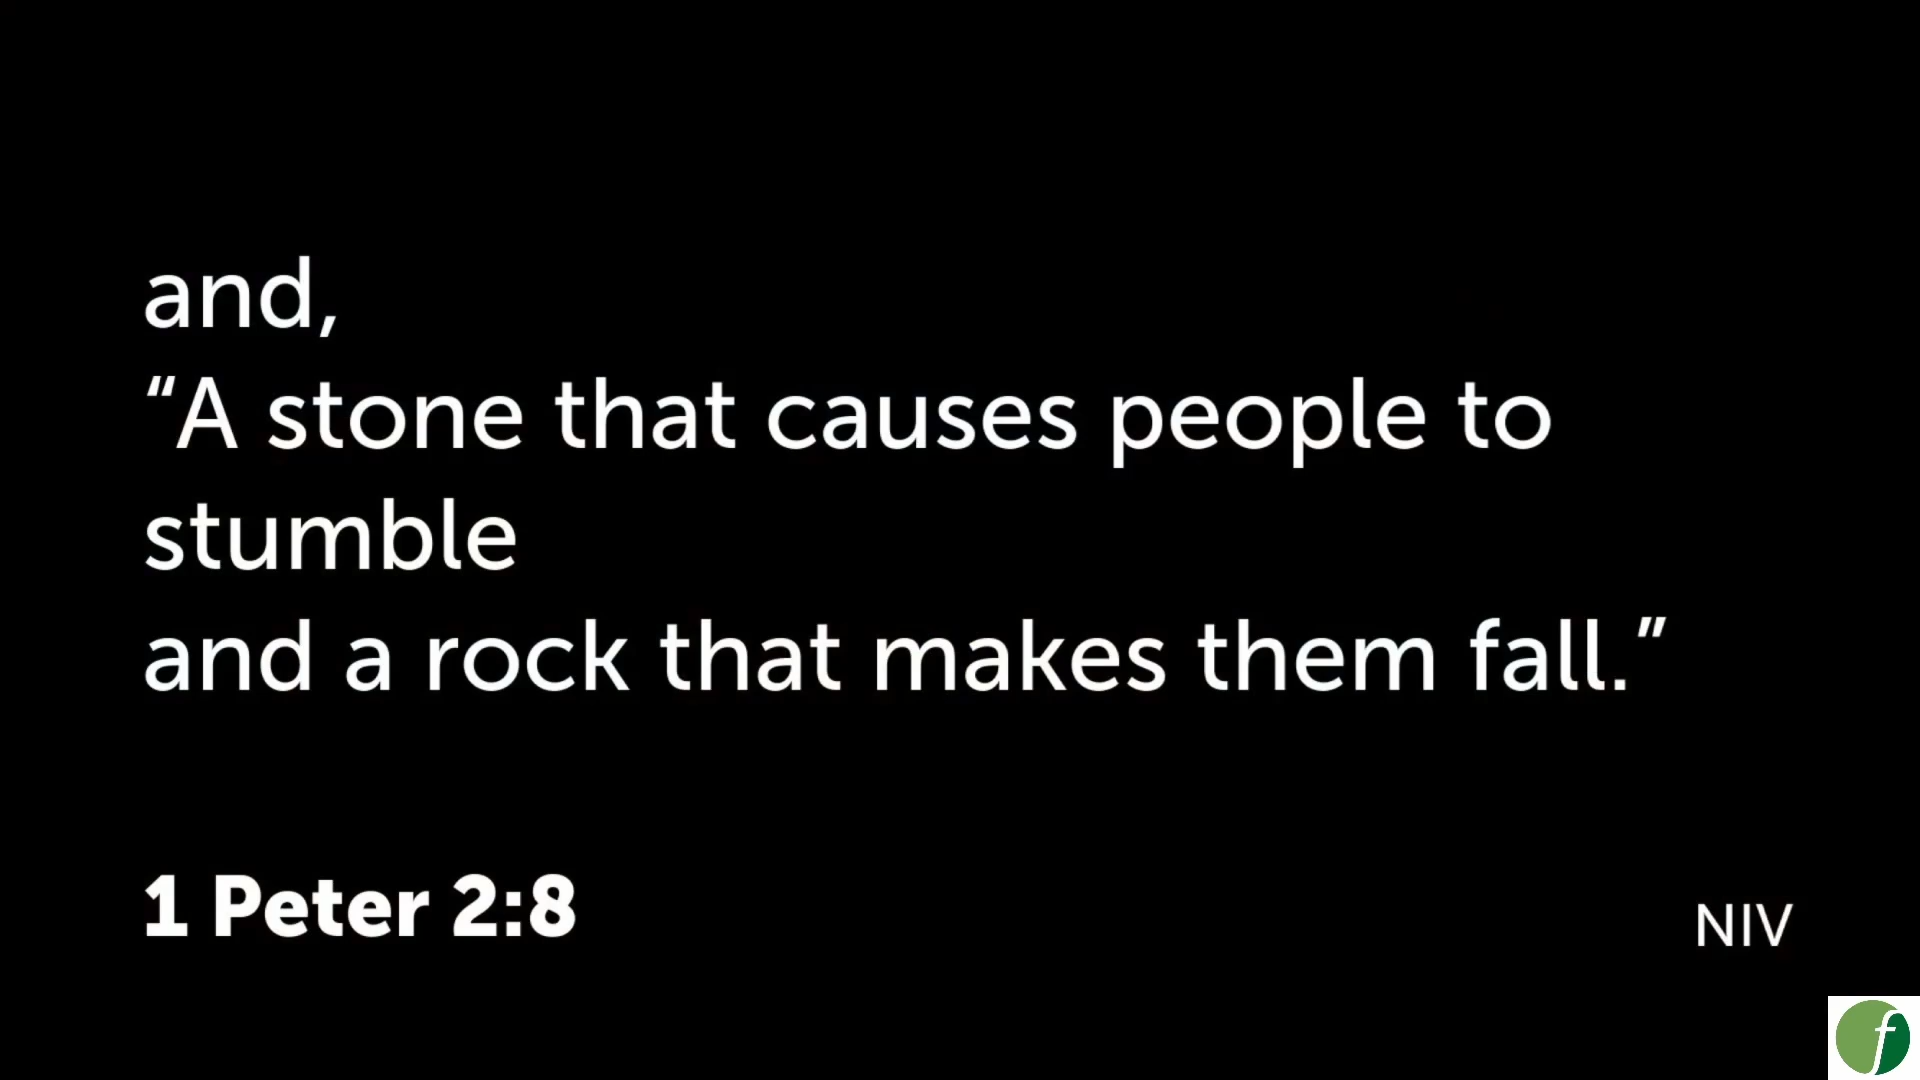 and,
“A stone that causes people to
stumble
and a rock that makes them fall.”
1 Peter 2:8
NIV
f